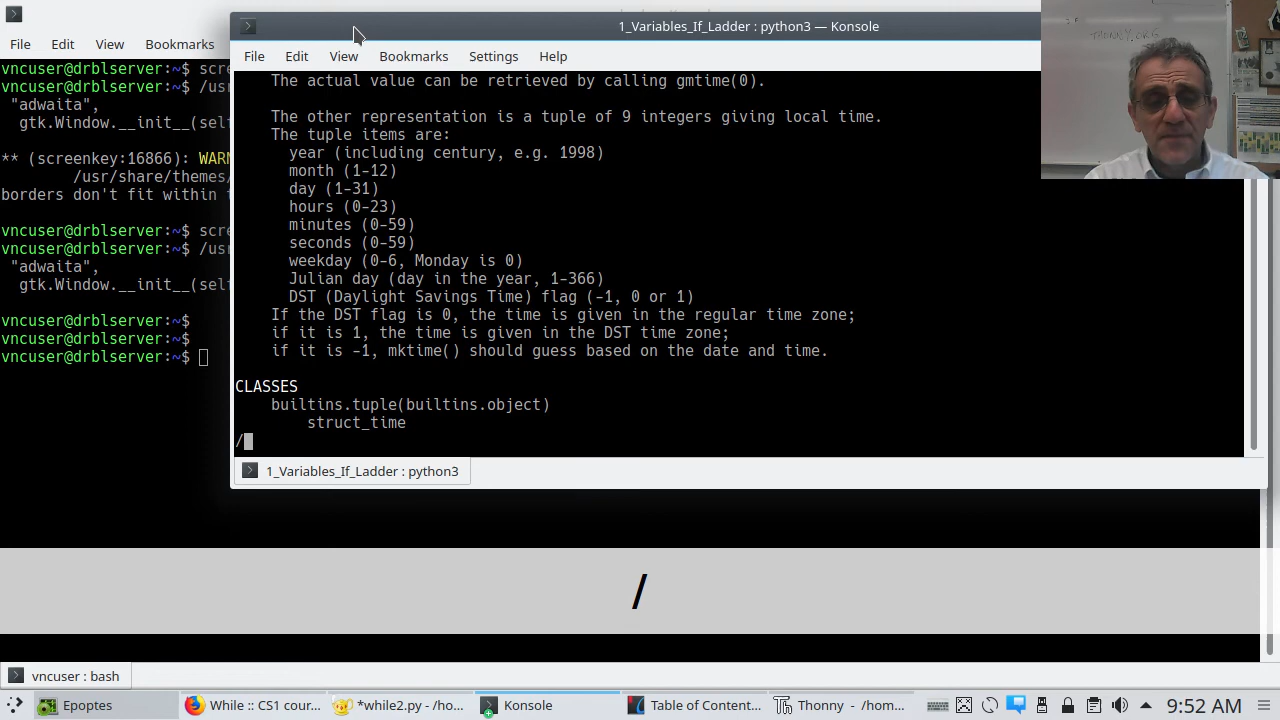 1_Variables_If_Ladder : python3 — Konsole
File Edit View Bookmarks
File Edit View Bookmarks Settings Help
vncuser@drblserver:~$ scre
vncuser@drblserver:~$ /usr
"adwaita",
gtk.Window.__init__(sel
** (screenkey:16866): WARN
/usr/share/themes/
borders don't fit within t
vncuser@drblserver:~$ scre
vncuser@drblserver:~$ /usr
"adwaita",
gtk.Window.__init__(sel
vncuser@drblserver:~$
vncuser@drblserver:~$
vncuser@drblserver:~$
The actual value can be retrieved by calling gmtime(0).
The other representation is a tuple of 9 integers giving local time.
The tuple items are:
year (including century, e.g. 1998)
month (1-12)
day (1-31)
hours (0-23)
minutes (0-59)
seconds (0-59)
weekday (0-6, Monday is 0)
Julian day (day in the year, 1-366)
DST (Daylight Savings Time) flag (-1, 0 or 1)
If the DST flag is 0, the time is given in the regular time zone;
if it is 1, the time is given in the DST time zone;
if it is -1, mktime() should guess based on the date and time.
CLASSES
builtins.tuple(builtins.object)
struct_time
/
1_Variables_If_Ladder : python3
/
vncuser : bash
Epoptes While :: CS1 cour... *while2.py - /ho... Konsole Table of Content... Thonny - /hom... 9:52 AM
THONNY.ORG